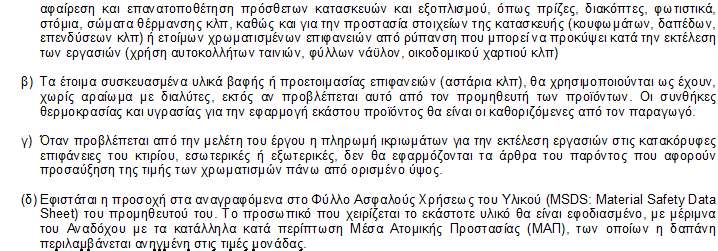 αφαίρεση και επανατοποθέτηση πρόσθετων κατασκευών και εξοπλισμού, όπως πρίζες, διακόπτες, φωτιστικά,
στόμια, σώματα θέρμανσης κλπ, καθώς και για την προστασία στοιχείων της κατασκευής (κουφωμάτων, δαπέδων,
επενδύσεων κλπ) ή ετοίμων χρωματισμένων επιφανειών από ρύπανση που μπορεί να προκύψει κατά την εκτέλεση
των εργασιών (χρήση αυτοκολλήτων ταινιών, φύλλων νάϋλον, οικοδομικού χαρτιού κλπ)
β) Τα έτοιμα συσκευασμένα υλικά βαφής ή προετοιμασίας επιφανειών (αστάρια κλπ), θα χρησιμοποιούνται ως έχουν,
χωρίς αραίωμα με διαλύτες, εκτός αν προβλέπεται αυτό από τον προμηθευτή των προϊόντων. Οι συνθήκες
θερμοκρασίας και υγρασίας για την εφαρμογή εκάστου προϊόντος θα είναι οι καθοριζόμενες από τον παραγωγό.
γ) Όταν προβλέπεται από την μελέτη του έργου η πληρωμή ικριωμάτων για την εκτέλεση εργασιών στις κατακόρυφες
επιφάνειες του κτιρίου, εσωτερικές ή εξωτερικές, δεν θα εφαρμόζονται τα άρθρα του παρόντος που αφορούν
προσαύξηση της τιμής των χρωματισμών πάνω από ορισμένο ύψος.
(δ) Εφιστάται η προσοχή στα αναγραφόμενα στο Φύλλο Ασφαλούς Χρήσεως του Υλικού (MSDS: Material Safety Data
Sheet) του προμηθευτού του. Το προσωπικό που χειρίζεται το εκάστοτε υλικό θα είναι εφοδιασμένο, με μέριμνα
του Αναδόχου με τα κατάλληλα κατά περίπτωση Μέσα Ατομικής Προστασίας (ΜΑΠ), των οποίων η δαπάνη
περιλαμβάνεται ανηγμένη στις τιμές μονάδας.